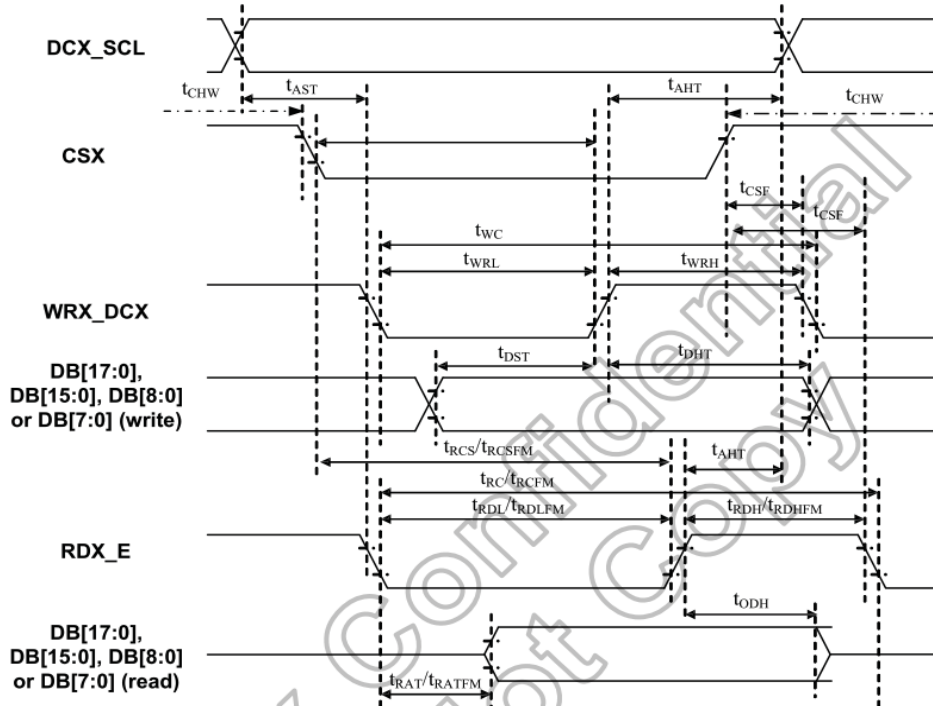 DCX_SCL
tAST
tAHT
tCHW
tCHW
CSX
tCSF
tCSF
tWC
tWRL
tWRH
WRX_DCX
tDST
tDHT
DB[17:0],
DB[15:0], DB[8:0]
or DB[7:0] (write)
tRCS/tRCSFM
tAHT
tRC/tRCFM
tRDL/tRDLFM
tRDH/tRDHFM
RDX_E
tODH
DB[17:0],
DB[15:0], DB[8:0]
or DB[7:0] (read)
tRAT/tRATFM
Confidential
Copy